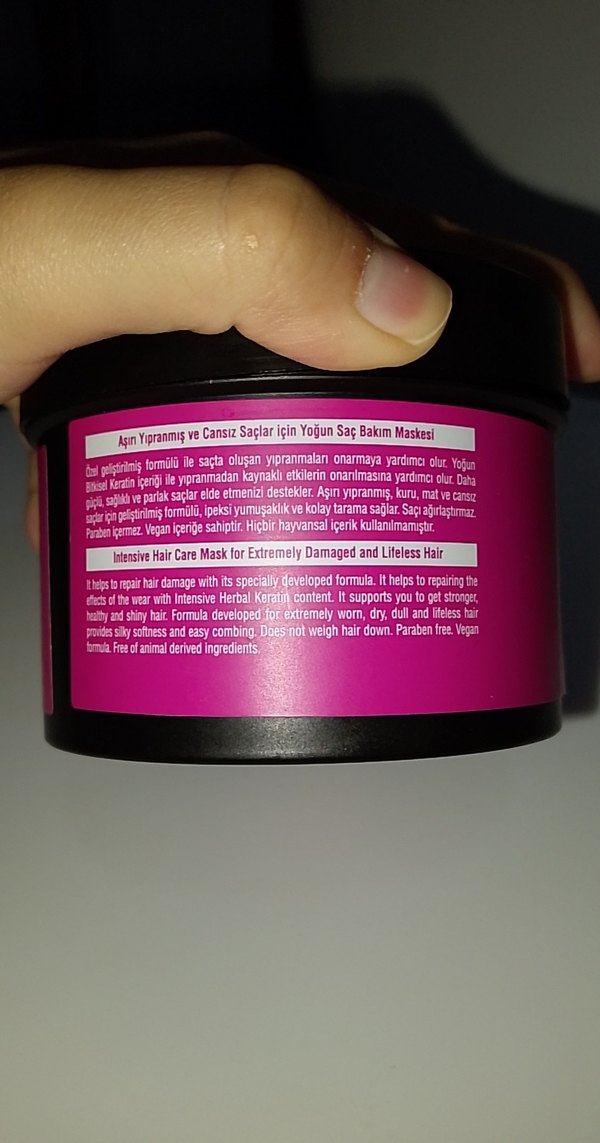 Aşırı Yıpranmış ve Cansız Saçlar için Yoğun Saç Bakım Maskesi
Özel geliştirilmiş formülü ile saçta oluşan yıpranmaları onarmaya yardımcı olur. Yoğun
Bitkisel Keratin içeriği ile yıpranmadan kaynaklı etkilerin onarılmasına yardımcı olur. Daha
güçlü, sağlıklı ve parlak saçlar elde etmenizi destekler. Aşırı yıpranmış, kuru, mat ve cansız
saçlar için geliştirilmiş formülü, ipeksi yumuşaklık ve kolay tarama sağlar. Saçı ağırlaştırmaz.
Paraben içermez. Vegan içeriğe sahiptir. Hiçbir hayvansal içerik kullanılmamıştır.
Intensive Hair Care Mask for Extremely Damaged and Lifeless Hair
It helps to repair hair damage with its specially developed formula. It helps to repairing the
effects of the wear with Intensive Herbal Keratin content. It supports you to get stronger,
healthy and shiny hair. Formula developed for extremely worn, dry, dull and lifeless hair
provides silky softness and easy combing. Does not weigh hair down. Paraben free. Vegan
formula. Free of animal derived ingredients.